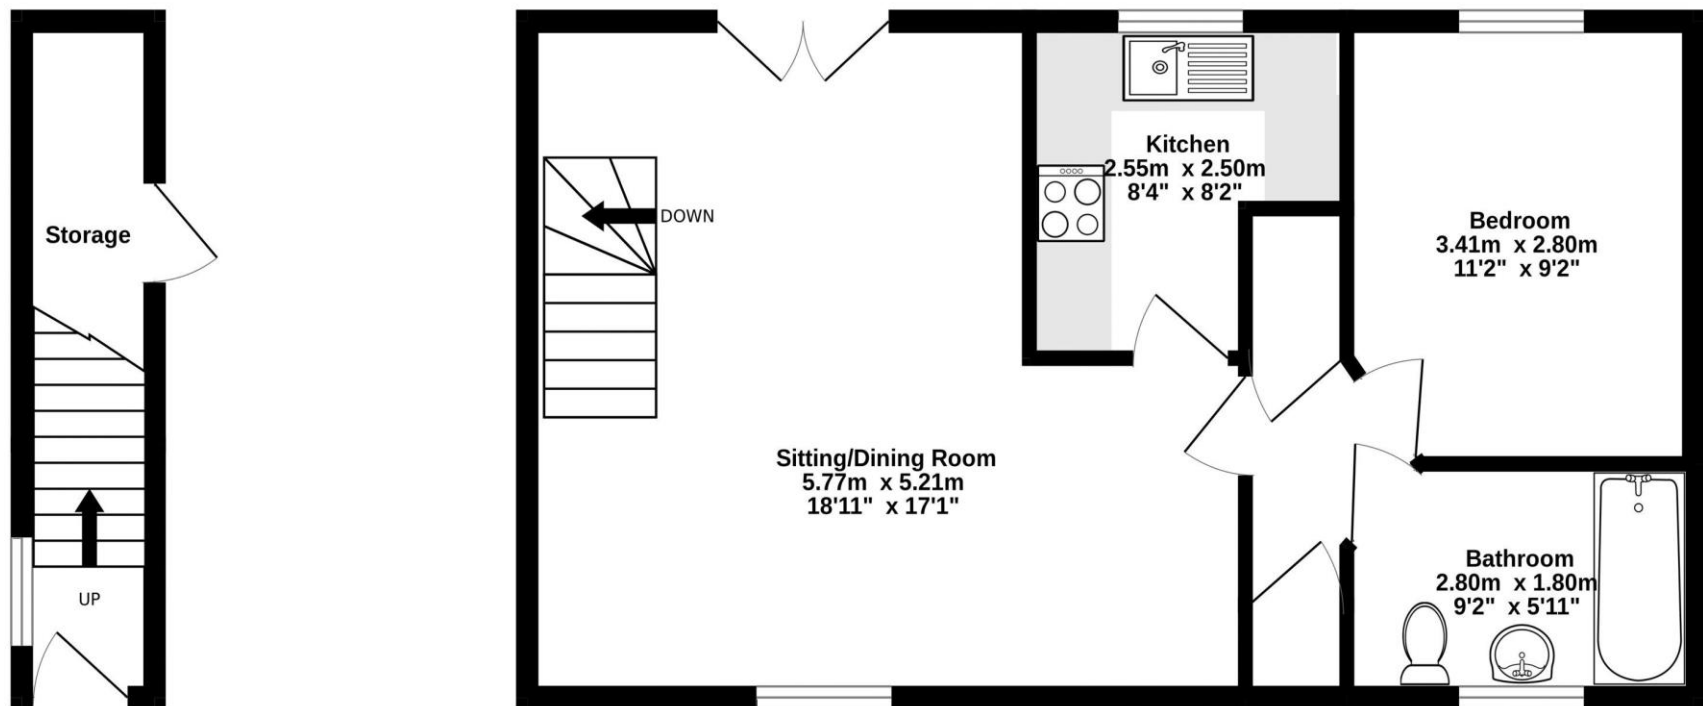 Storage
UP
DOWN
Sitting/Dining Room
5.77m x 5.21m
18'11" x 17'1"
Kitchen
2.55m x 2.50m
8'4" x 8'2"
Bedroom
3.41m x 2.80m
11'2" x 9'2"
Bathroom
2.80m x 1.80m
9'2" x 5'11"